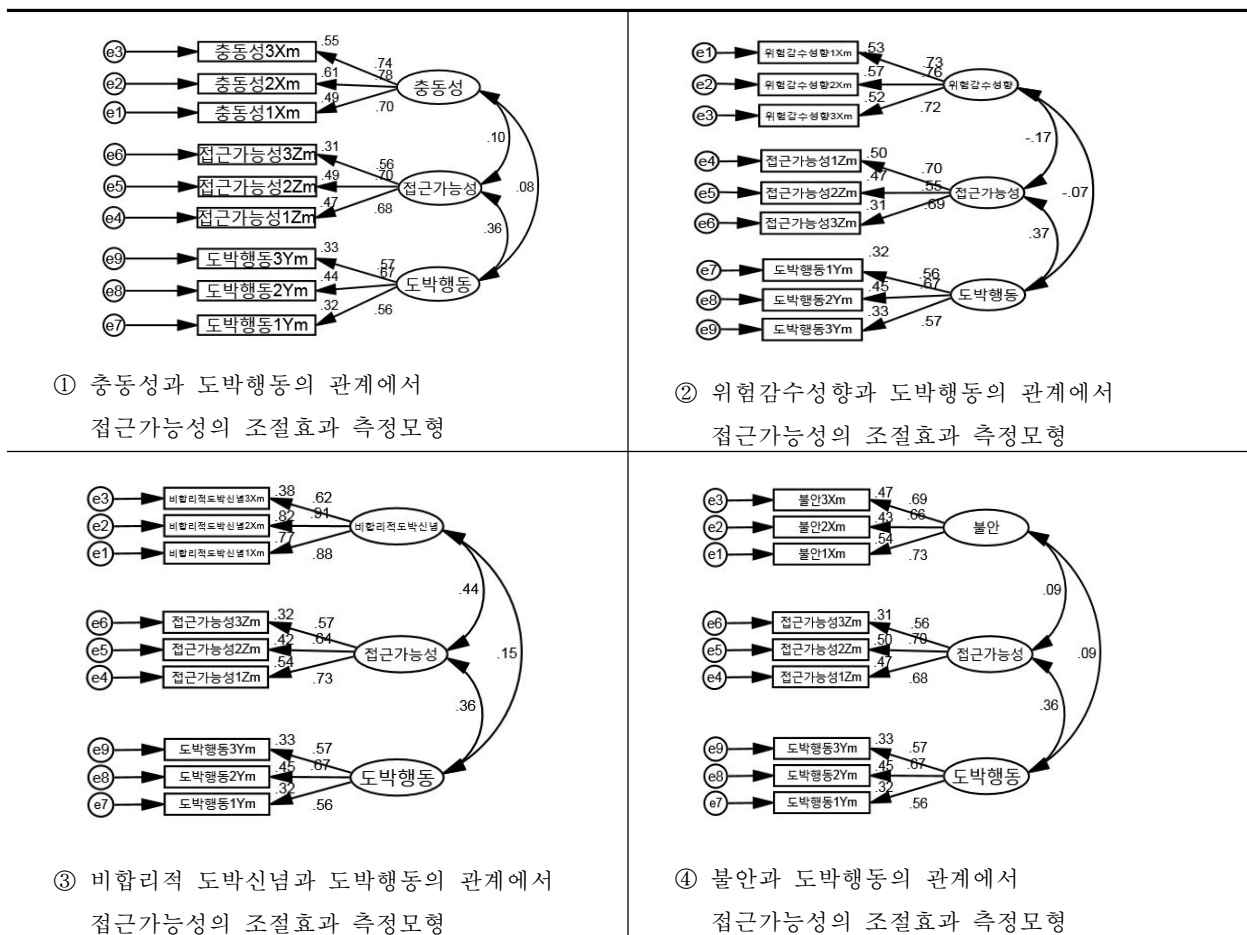 e3 충동성3Xm .55 .74
e2 충동성2Xm .61 .78 충동성
e1 충동성1Xm .49 .70
.10
e6 접근가능성3Zm .31 .56
e5 접근가능성2Zm .49 .70 접근가능성
.08
e4 접근가능성1Zm .47 .68
.36
e9 도박행동3Ym .33 .57
e8 도박행동2Ym .44 .67 도박행동
e7 도박행동1Ym .32 .56
① 충동성과 도박행동의 관계에서
접근가능성의 조절효과 측정모형
e1 위험감수성향1Xm .53 .73
e2 위험감수성향2Xm .57 .76 위험감수성향
e3 위험감수성향3Xm .52 .72
-.17
e4 접근가능성1Zm .50 .70
e5 접근가능성2Zm .47 .55 접근가능성
-.07
e6 접근가능성3Zm .31 .69
.37
e7 도박행동1Ym .32 .56
e8 도박행동2Ym .45 .67 도박행동
e9 도박행동3Ym .33 .57
② 위험감수성향과 도박행동의 관계에서
접근가능성의 조절효과 측정모형
e3 비합리적도박신념3Xm .38 .62
e2 비합리적도박신념2Xm .82 .91 비합리적도박신념
e1 비합리적도박신념1Xm .77 .88
.44
e6 접근가능성3Zm .32 .57
e5 접근가능성2Zm .42 .64 접근가능성
.15
e4 접근가능성1Zm .54 .73
.36
e9 도박행동3Ym .33 .57
e8 도박행동2Ym .45 .67 도박행동
e7 도박행동1Ym .32 .56
③ 비합리적 도박신념과 도박행동의 관계에서
접근가능성의 조절효과 측정모형
e3 불안3Xm .47 .69
e2 불안2Xm .43 .66 불안
e1 불안1Xm .54 .73
.09
e6 접근가능성3Zm .31 .56
e5 접근가능성2Zm .50 .70 접근가능성
.09
e4 접근가능성1Zm .47 .68
.36
e9 도박행동3Ym .33 .57
e8 도박행동2Ym .45 .67 도박행동
e7 도박행동1Ym .32 .56
④ 불안과 도박행동의 관계에서
접근가능성의 조절효과 측정모형